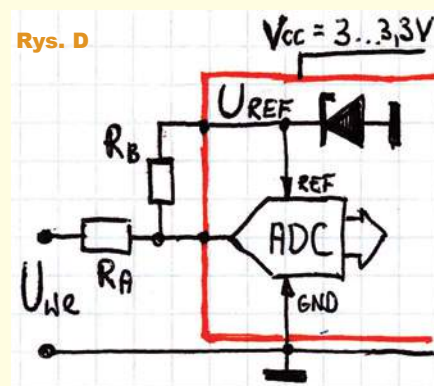 Rys. D
Vcc = 3...3,3V
UREF
RB
REF
ADC
RA
Uwe
GND